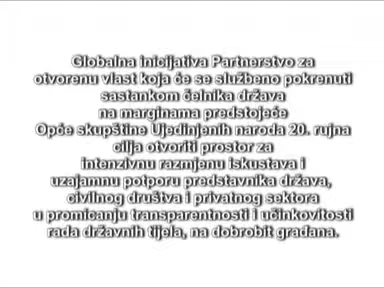 Globalna inicijativa Partnerstvo za
otvorenu vlast koja će se službeno pokrenuti
sastankom čelnika država
na marginama predstojeće
Opće skupštine Ujedinjenih naroda 20. rujna
cilja otvoriti prostor za
intenzivnu razmjenu iskustava i
uzajamnu potporu predstavnika država,
civilnog društva i privatnog sektora
u promicanju transparentnosti i učinkovitosti
rada državnih tijela, na dobrobit građana.